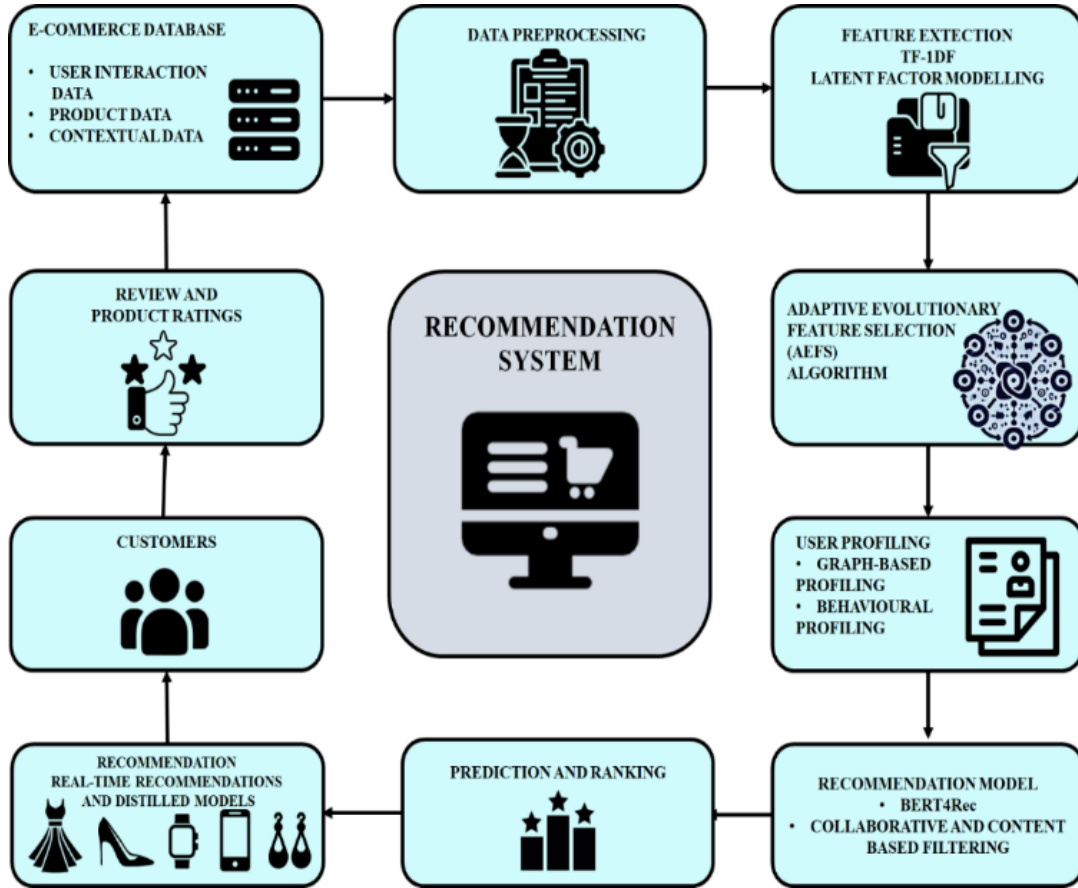 E-COMMERCE DATABASE
• USER INTERACTION
DATA
• PRODUCT DATA
• CONTEXTUAL DATA
DATA PREPROCESSING
FEATURE EXTECTION
TF-1DF
LATENT FACTOR MODELLING
REVIEW AND
PRODUCT RATINGS
RECOMMENDATION
SYSTEM
ADAPTIVE EVOLUTIONARY
FEATURE SELECTION
(AEFS)
ALGORITHM
CUSTOMERS
USER PROFILING
• GRAPH-BASED
PROFILING
• BEHAVIOURAL
PROFILING
RECOMMENDATION
REAL-TIME RECOMMENDATIONS
AND DISTILLED MODELS
PREDICTION AND RANKING
RECOMMENDATION MODEL
• BERT4Rec
• COLLABORATIVE AND CONTENT
BASED FILTERING